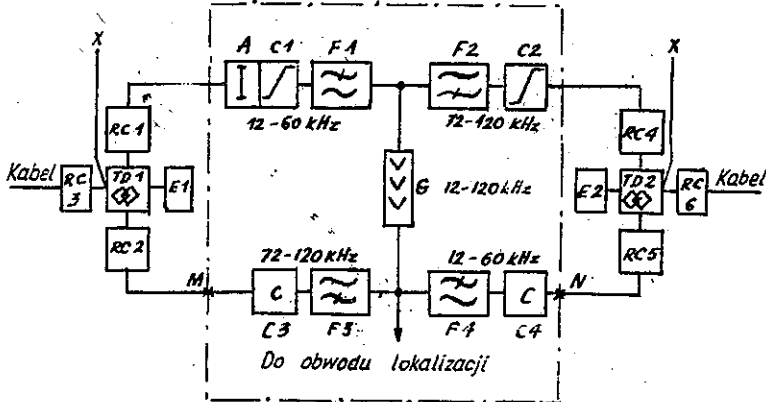 X
A C1 F1 F2 C2 X
RC1 12-60 kHz 72-120 kHz RC4
Kabel RC 3 TD1 E1 G 12-120 kHz E2 TD2 RC 6 Kabel
RC2 72-120 kHz 12-60 kHz RC5
M C C N
C3 F3 F4 C4
Do obwodu lokalizacji